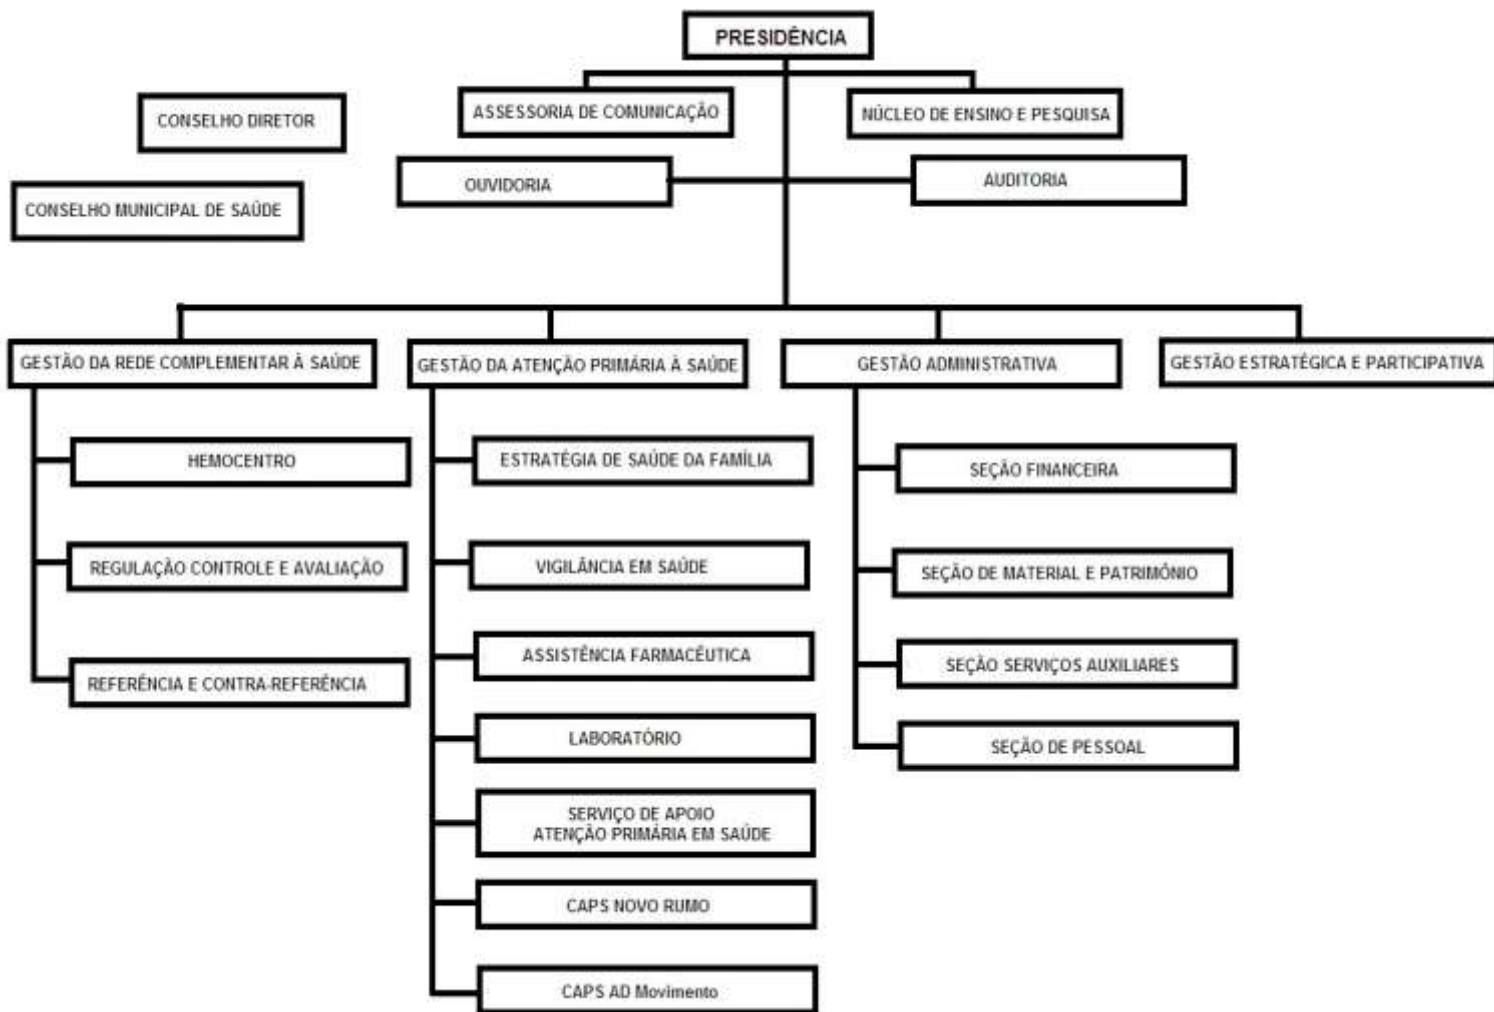 PRESIDÊNCIA
ASSESSORIA DE COMUNICAÇÃO
NÚCLEO DE ENSINO E PESQUISA
CONSELHO DIRETOR
OUVIDORIA
AUDITORIA
CONSELHO MUNICIPAL DE SAÚDE
GESTÃO DA REDE COMPLEMENTAR À SAÚDE
HEMOCENTRO
REGULAÇÃO CONTROLE E AVALIAÇÃO
REFERÊNCIA E CONTRA-REFERÊNCIA
GESTÃO DA ATENÇÃO PRIMÁRIA À SAÚDE
ESTRATÉGIA DE SAÚDE DA FAMÍLIA
VIGILÂNCIA EM SAÚDE
ASSISTÊNCIA FARMACÊUTICA
LABORATÓRIO
SERVIÇO DE APOIO
ATENÇÃO PRIMÁRIA EM SAÚDE
CAPS NOVO RUMO
CAPS AD Movimento
GESTÃO ADMINISTRATIVA
SEÇÃO FINANCEIRA
SEÇÃO DE MATERIAL E PATRIMÔNIO
SEÇÃO SERVIÇOS AUXILIARES
SEÇÃO DE PESSOAL
GESTÃO ESTRATÉGICA E PARTICIPATIVA